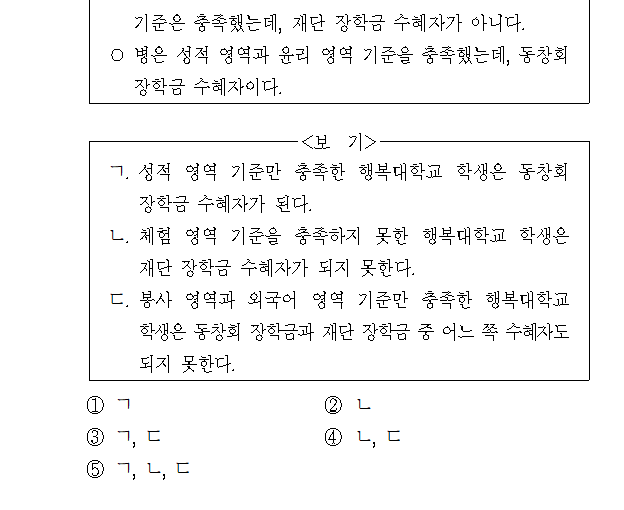 기준은 충족했는데, 재단 장학금 수혜자가 아니다.
○ 병은 성적 영역과 윤리 영역 기준을 충족했는데, 동창회
장학금 수혜자이다.
<보 기>
ㄱ. 성적 영역 기준만 충족한 행복대학교 학생은 동창회
장학금 수혜자가 된다.
ㄴ. 체험 영역 기준을 충족하지 못한 행복대학교 학생은
재단 장학금 수혜자가 되지 못한다.
ㄷ. 봉사 영역과 외국어 영역 기준만 충족한 행복대학교
학생은 동창회 장학금과 재단 장학금 중 어느 쪽 수혜자도
되지 못한다.
① ㄱ ② ㄴ
③ ㄱ, ㄷ ④ ㄴ, ㄷ
⑤ ㄱ, ㄴ, ㄷ